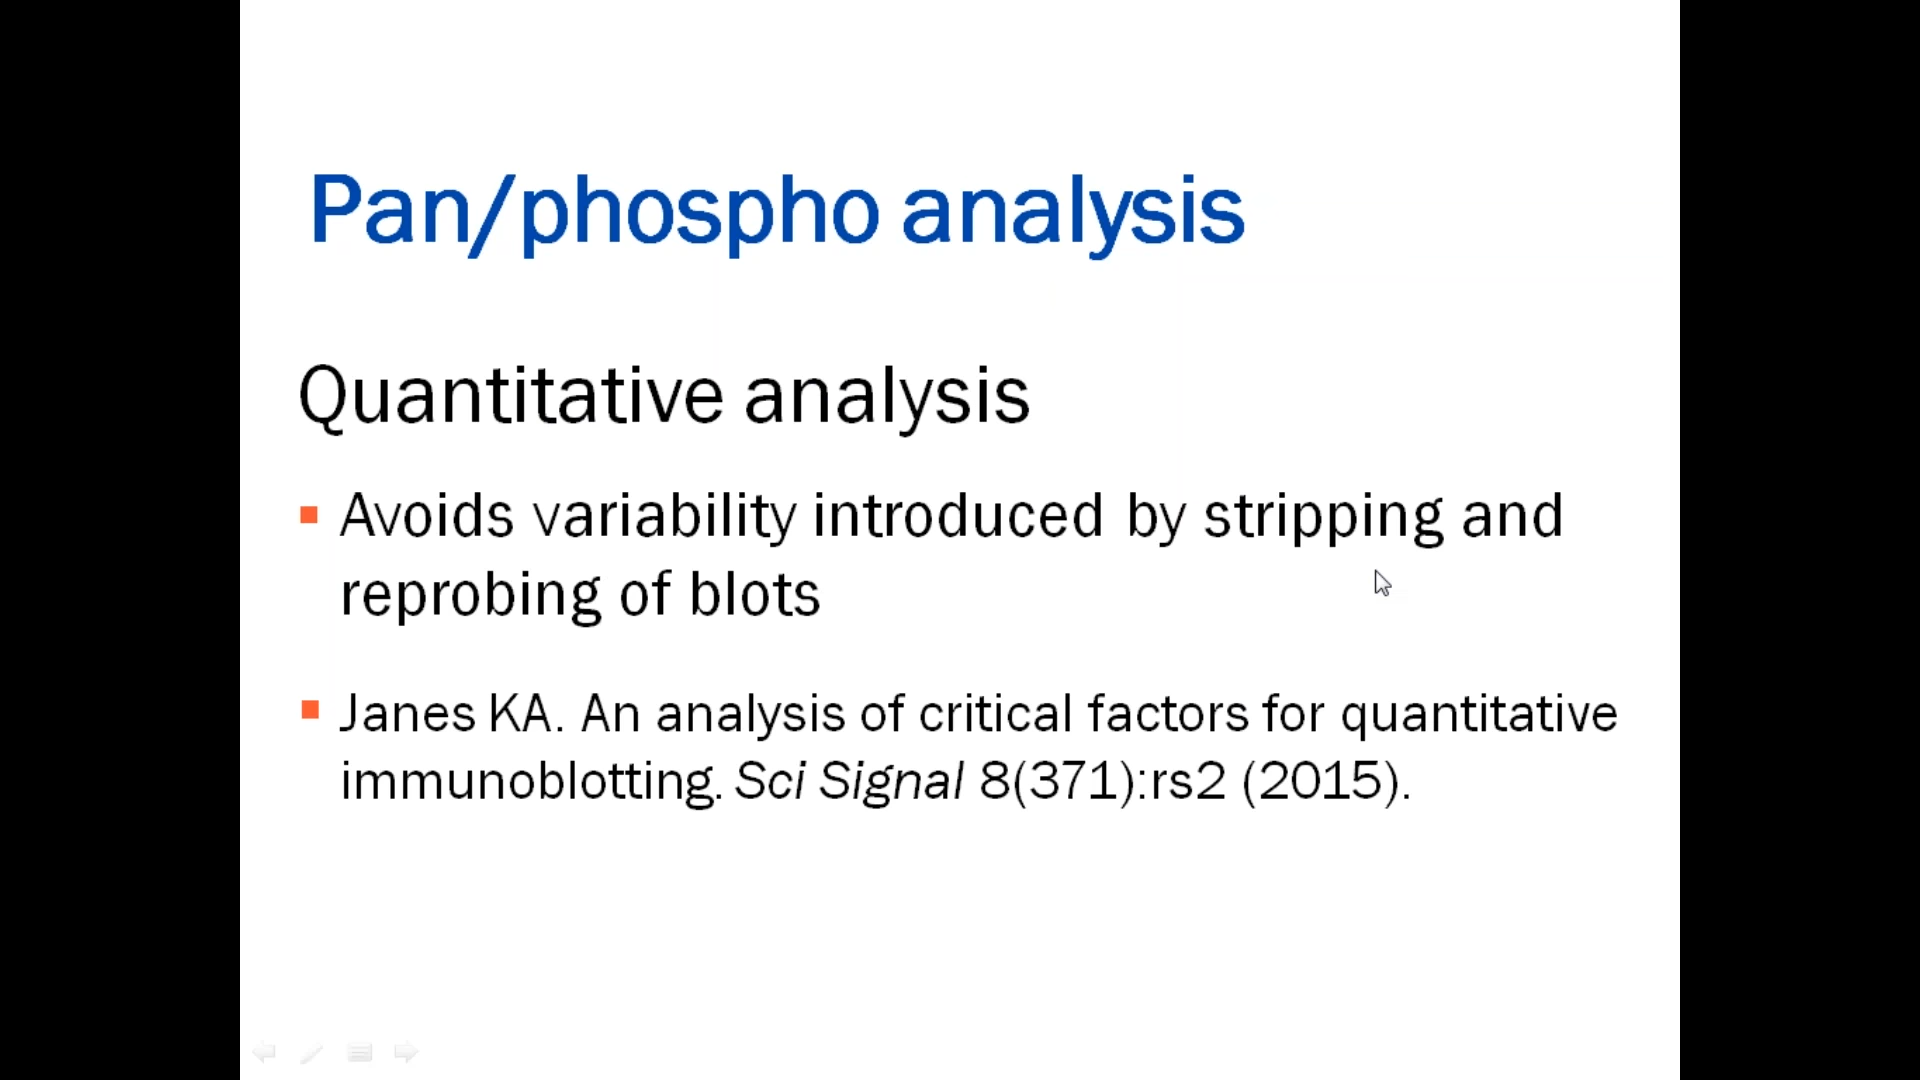 Pan/phospho analysis
Quantitative analysis
Avoids variability introduced by stripping and
reprobing of blots
Janes KA. An analysis of critical factors for quantitative
immunoblotting. Sci Signal 8(371):rs2 (2015).